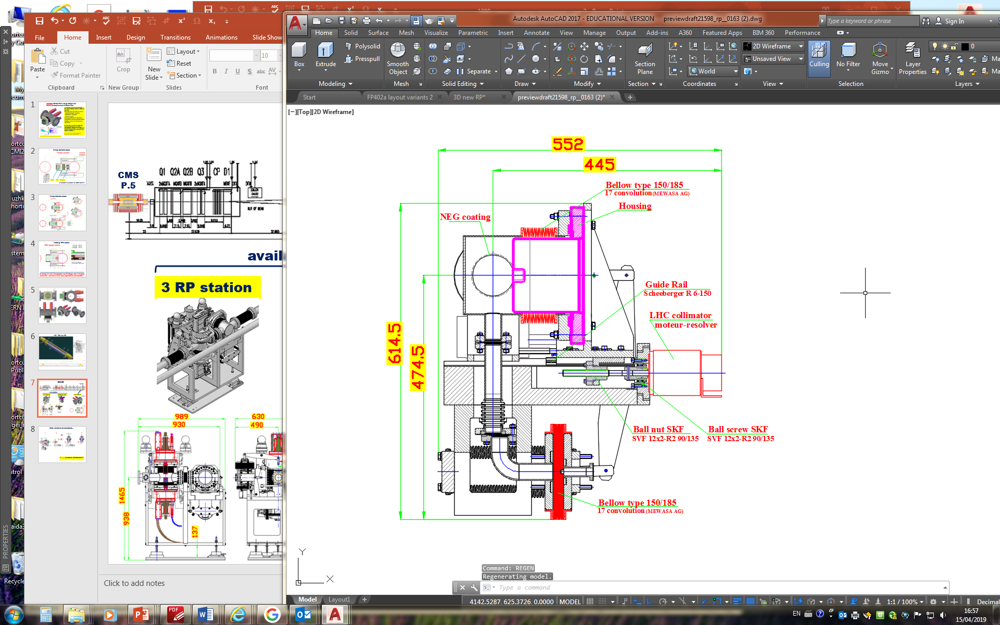 Autodesk AutoCAD 2017 - EDUCATIONAL VERSION previewdraft21598_rp__0163 (2).dwg
Type a keyword or phrase
Sign In
File Home Insert Design Transitions Animations Slide Show
Home Solid Surface Mesh Visualize Parametric Insert Annotate View Manage Output Add-ins A360 Featured Apps BIM 360 Performance
Paste
Cut
Copy
Format Painter
Clipboard
Crop
New Group
New Slide
Layout
Reset
Section
Slides
10
B I U S abc AV
Font
Box
Extrude
Polysolid
Presspull
Modeling
Smooth Object
Mesh
Separate
Solid Editing
Draw
Modify
Section Plane
Section
World
Coordinates
2D Wireframe
Unsaved View
View
Culling
No Filter
Move Gizmo
Selection
Layer Properties
0
Layers
Start
FP402a layout variants 2
3D new RP*
previewdraft21598_rp__0163 (2)*
[−][Top][2D Wireframe]
1
2
3
4
5
6
7
8
CMS
P.5
Q1 Q2A Q2B Q3 CP D1
OUT OF BEAM
avail
3 RP station
989
930
630
490
1465
938
137
552
445
614.5
474.5
Bellow type 150/185
17 convolution (MEWASA AG)
Housing
NEG coating
Guide Rail
Scheeberger R 6-150
LHC collimator
moteur-resolver
Ball nut SKF
SVF 12x2-R2 90/135
Ball screw SKF
SVF 12x2-R2 90/135
Bellow type 150/185
17 convolution (MEWASA AG)
Y
X
Command: REGEN
Regenerating model.
Type a command
Click to add notes
PROPERTIES
Model Layout1
4142.5287, 625.3726, 0.0000 MODEL
1:1 / 100%
Decimal
Recycle
EN
16:57
15/04/2019